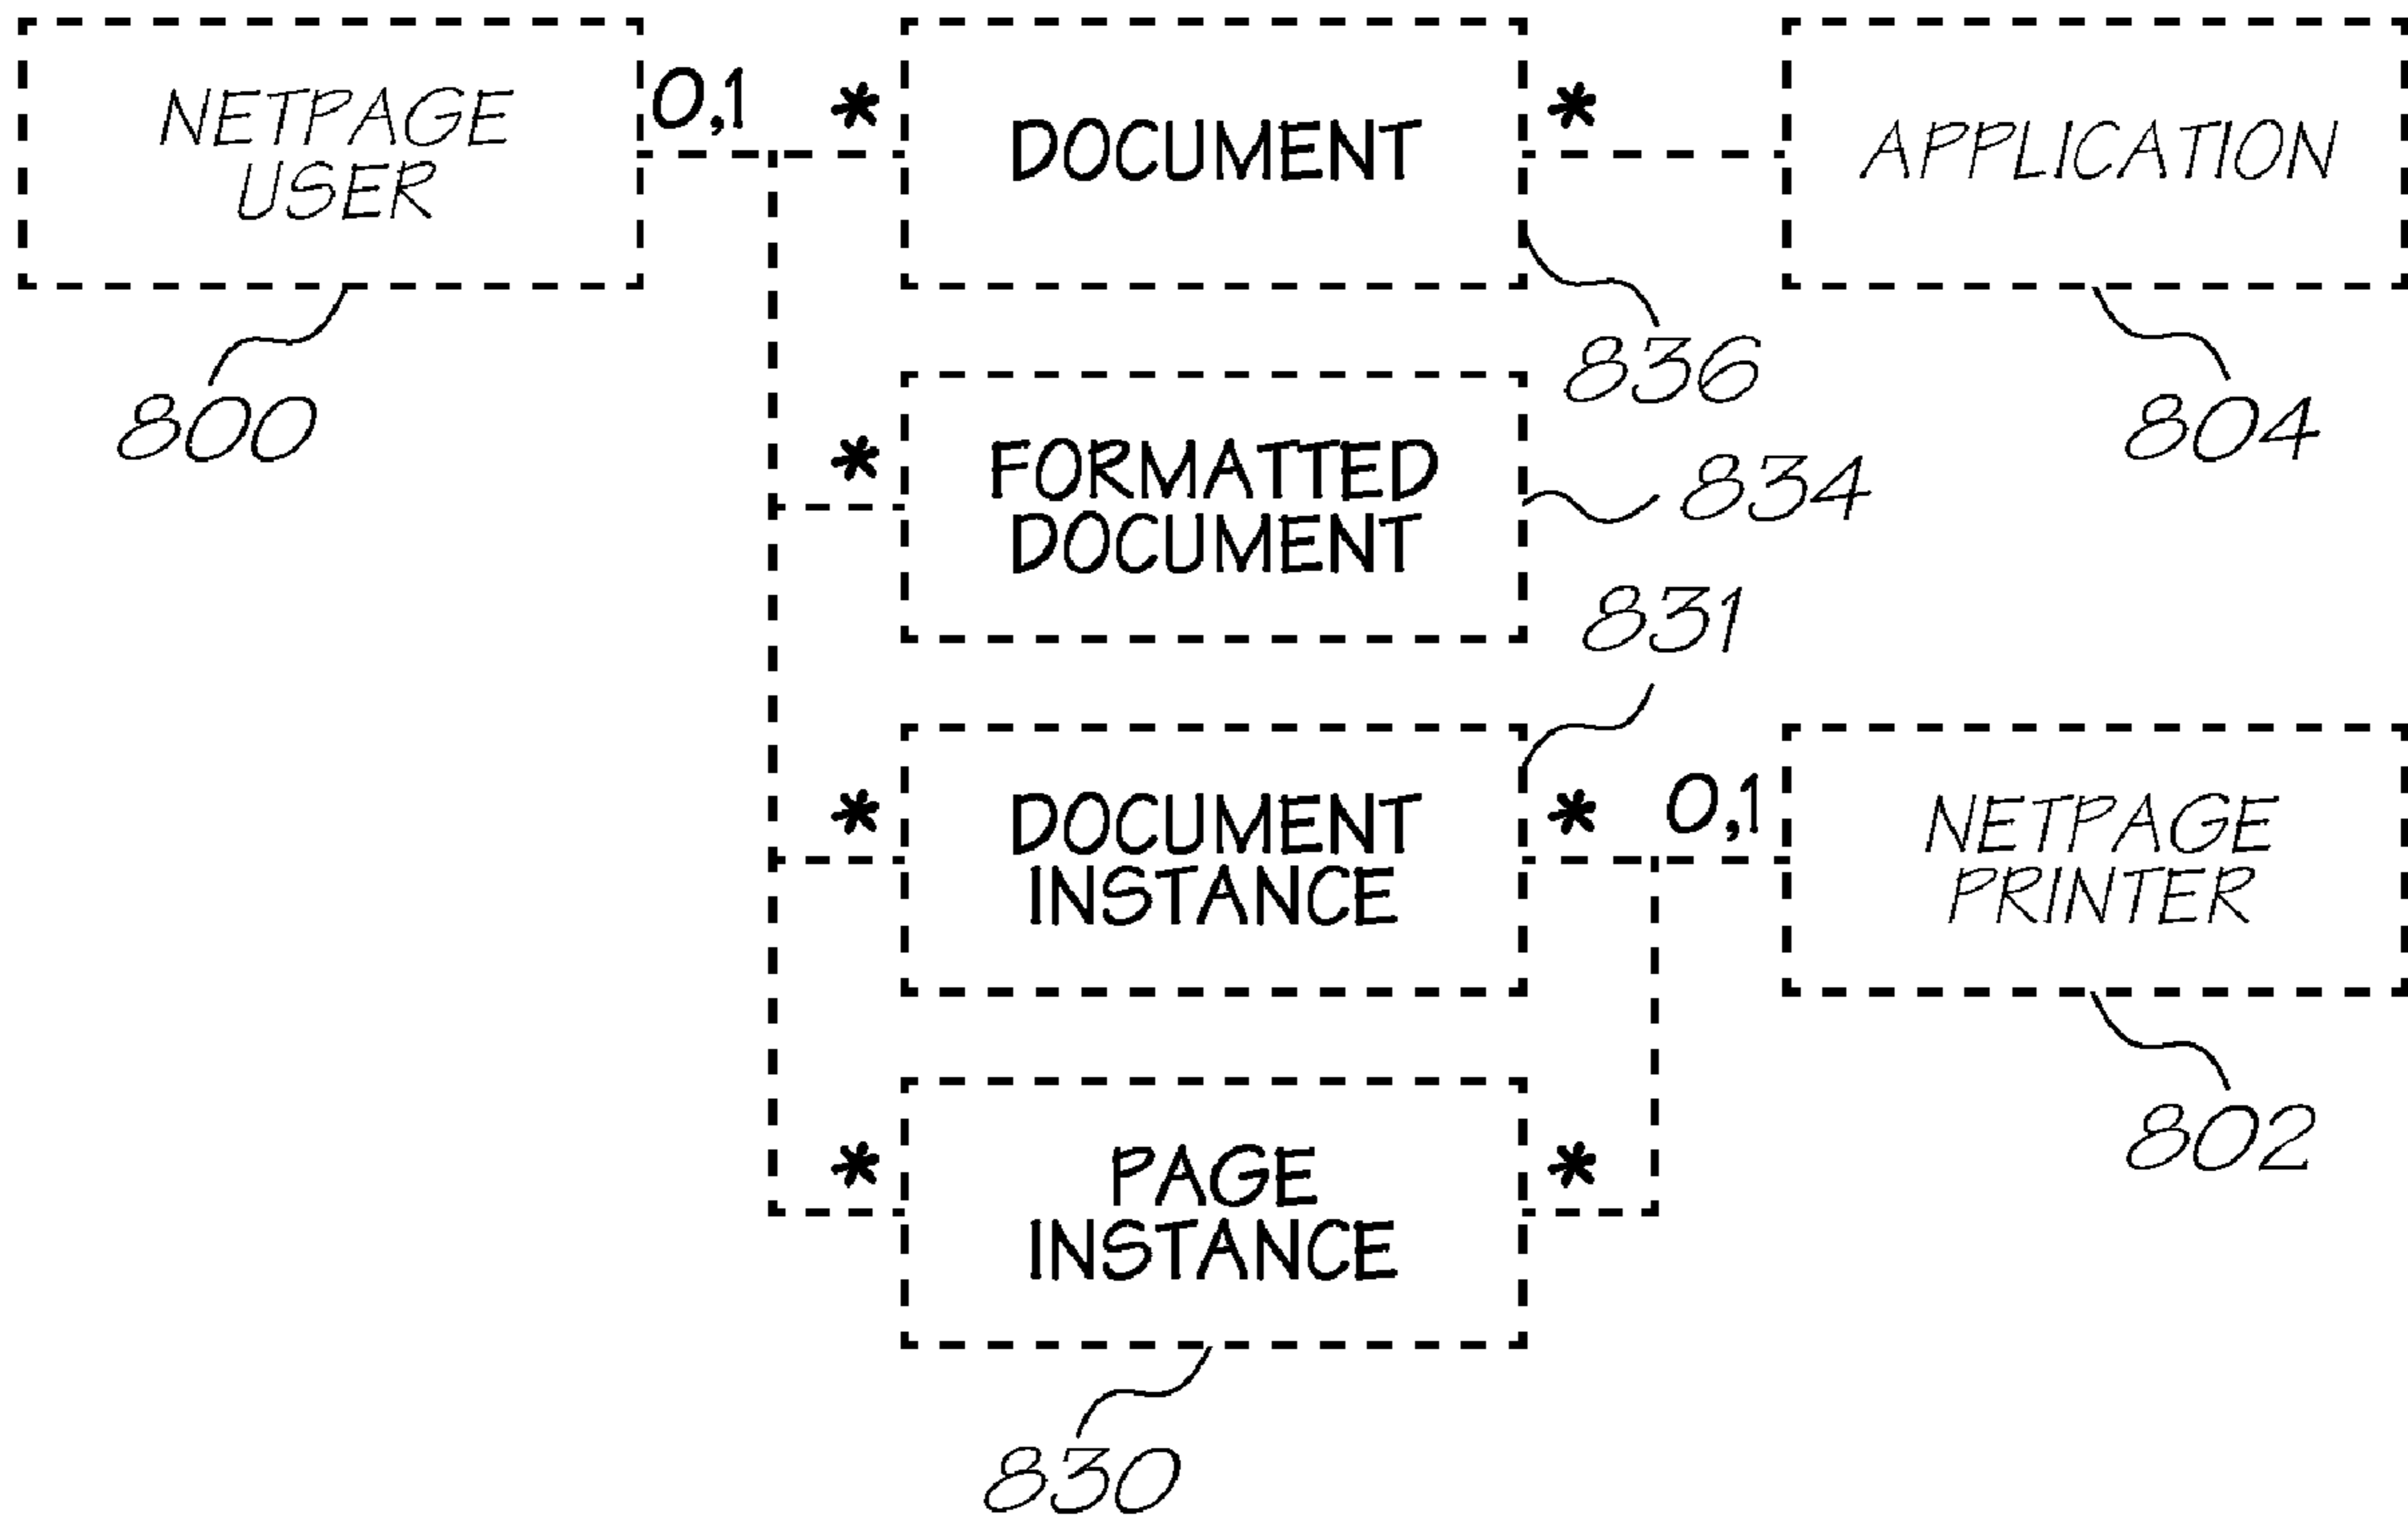 NETPAGE
USER
0,1
*
DOCUMENT
*
APPLICATION
800
836
804
*
FORMATTED
DOCUMENT
834
831
*
DOCUMENT
INSTANCE
*
0,1
NETPAGE
PRINTER
802
*
PAGE
INSTANCE
*
830